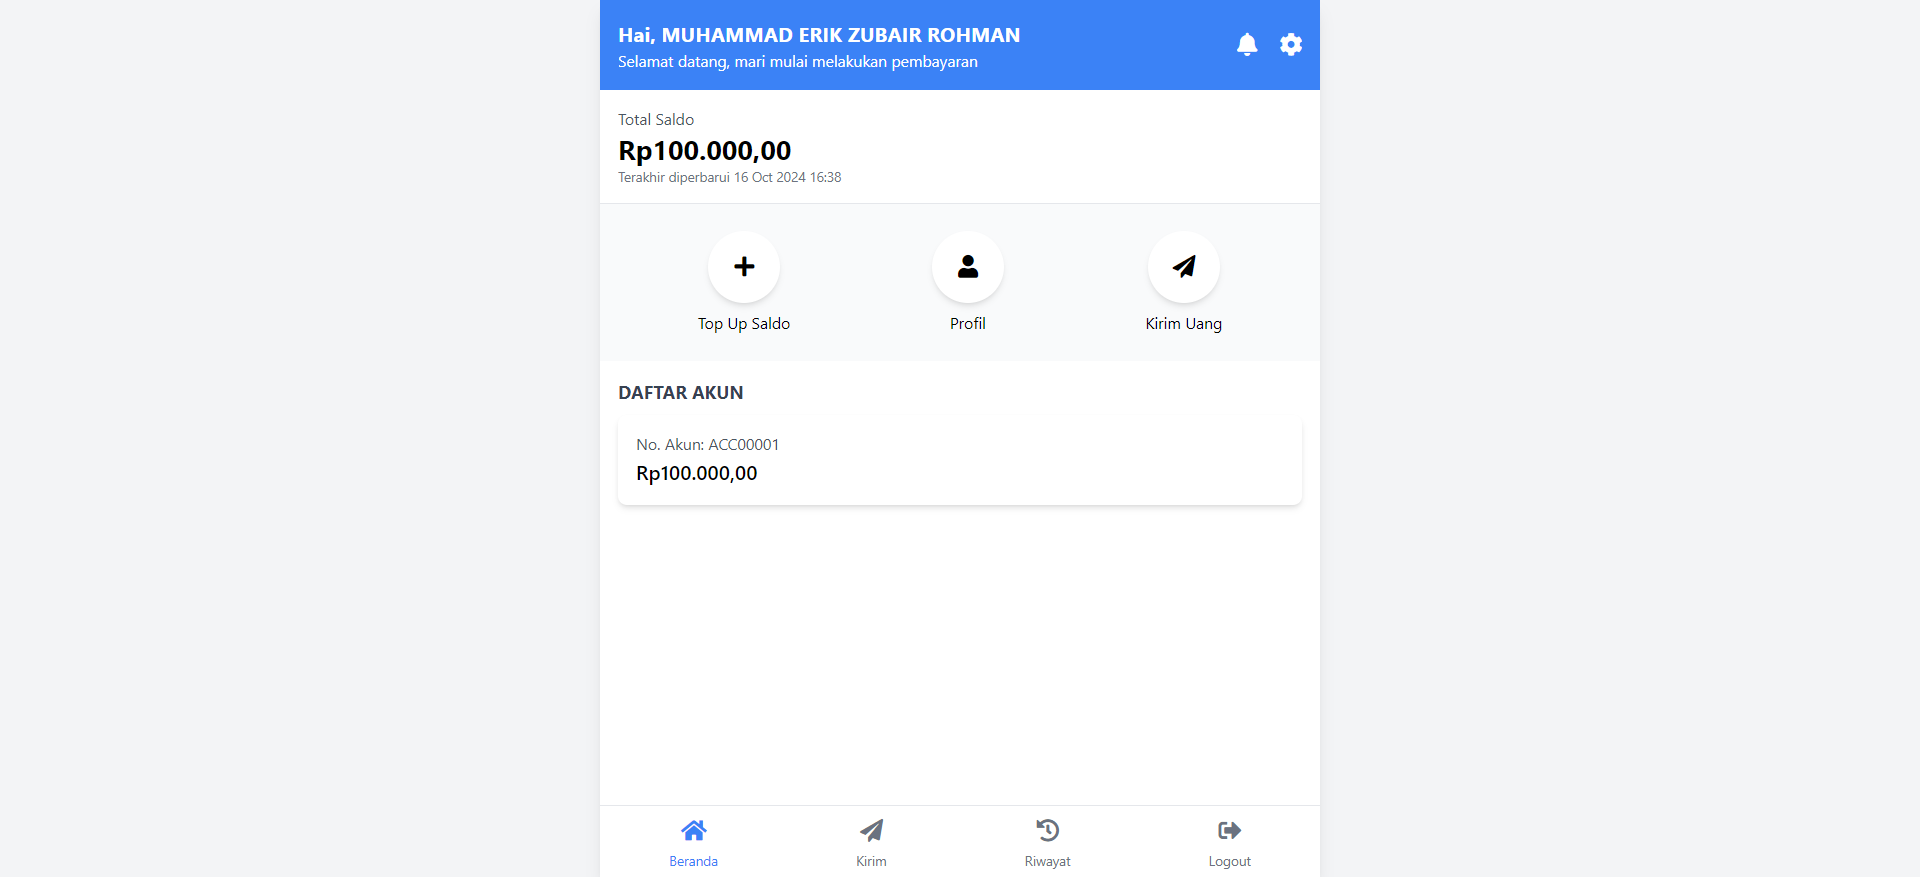 Hai, MUHAMMAD ERIK ZUBAIR ROHMAN
Selamat datang, mari mulai melakukan pembayaran
Total Saldo
Rp100.000,00
Terakhir diperbarui 16 Oct 2024 16:38
Top Up Saldo
Profil
Kirim Uang
DAFTAR AKUN
No. Akun: ACC00001
Rp100.000,00
Beranda
Kirim
Riwayat
Logout